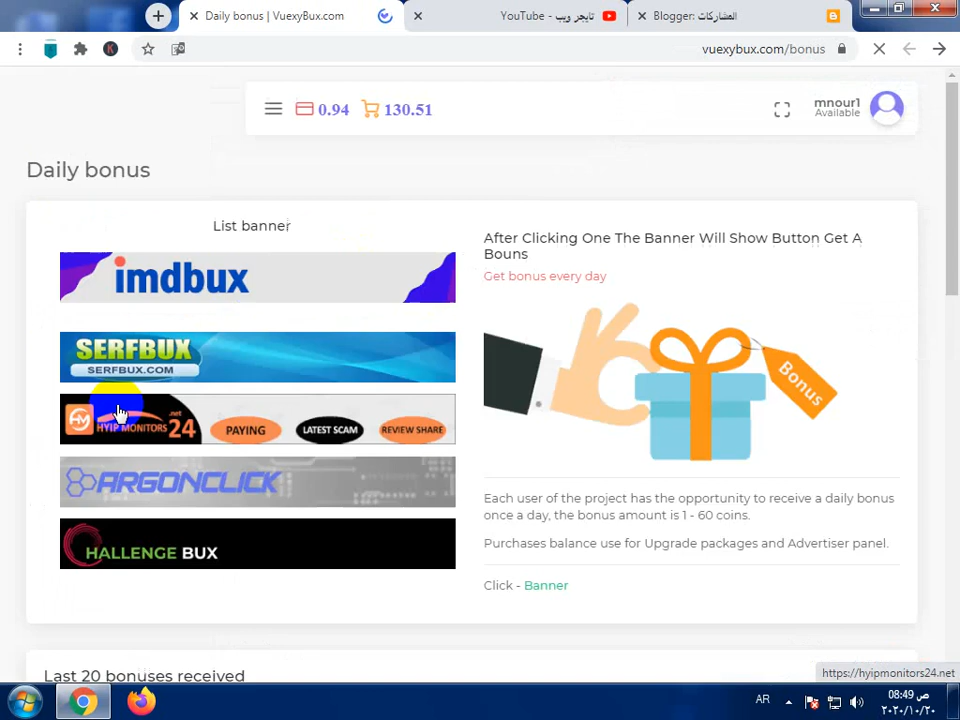 Daily bonus | VuexyBux.com
YouTube - تايجر ويب
Blogger: المشاركات
vuexybux.com/bonus
0.94
130.51
mnour1
Available
Daily bonus
List banner
imdbux
SERFBUX
SERFBUX.COM
HYIP MONITORS 24 .net
PAYING
LATEST SCAM
REVIEW SHARE
ARGONCLICK
HALLENGE BUX
After Clicking One The Banner Will Show Button Get A
Bouns
Get bonus every day
Bonus
Each user of the project has the opportunity to receive a daily bonus
once a day, the bonus amount is 1 - 60 coins.
Purchases balance use for Upgrade packages and Advertiser panel.
Click - Banner
Last 20 bonuses received
https://hyipmonitors24.net
AR
08:49 ص
٢٠٢٠/١٠/٢٠